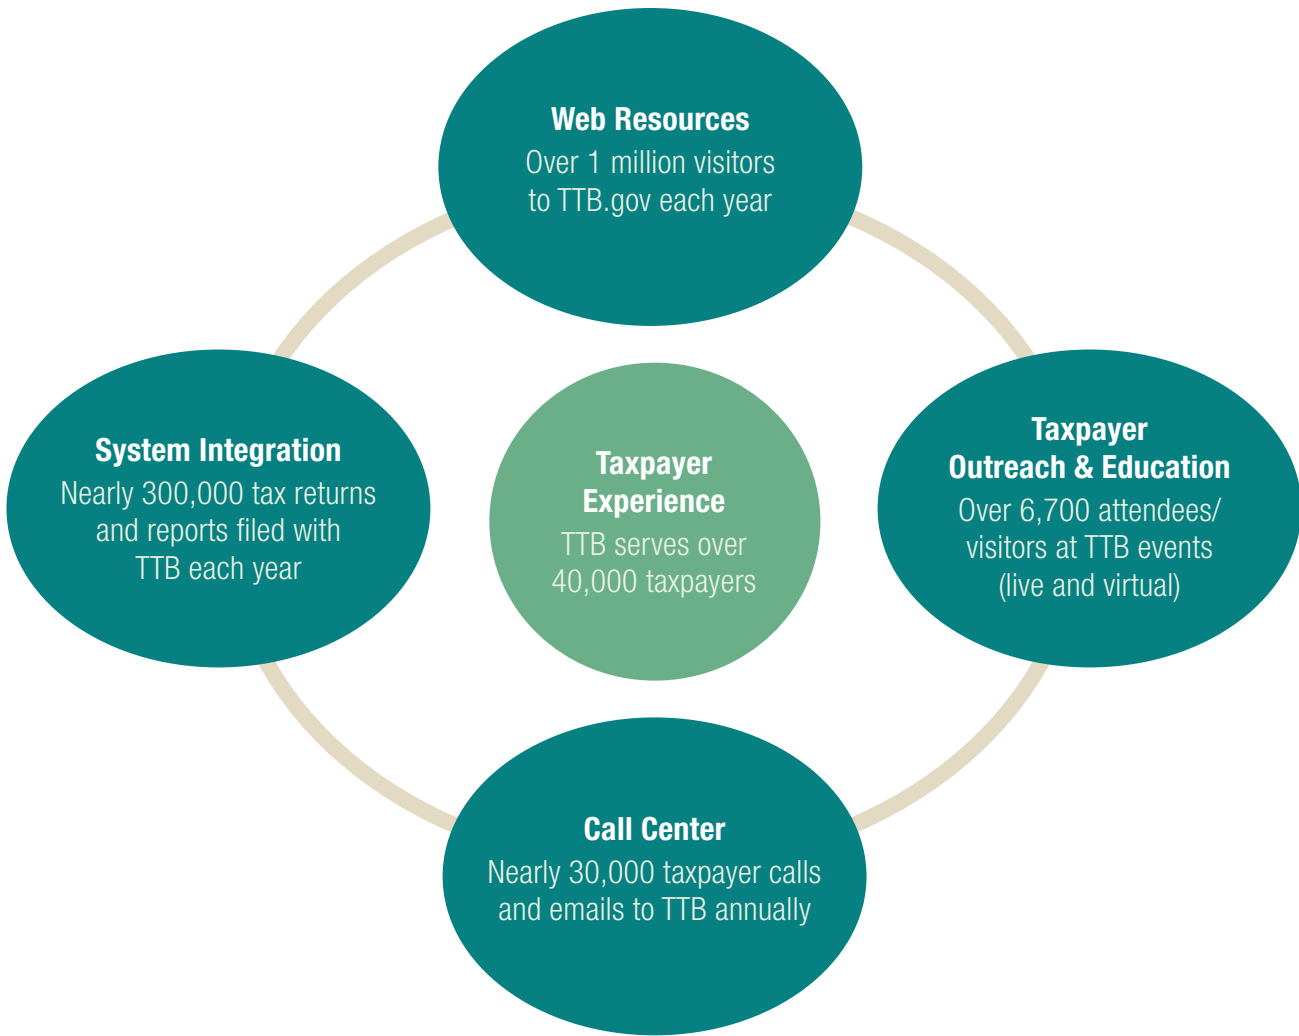 Web Resources
Over 1 million visitors
to TTB.gov each year
System Integration
Nearly 300,000 tax returns
and reports filed with
TTB each year
Taxpayer
Experience
TTB serves over
40,000 taxpayers
Taxpayer
Outreach & Education
Over 6,700 attendees/
visitors at TTB events
(live and virtual)
Call Center
Nearly 30,000 taxpayer calls
and emails to TTB annually